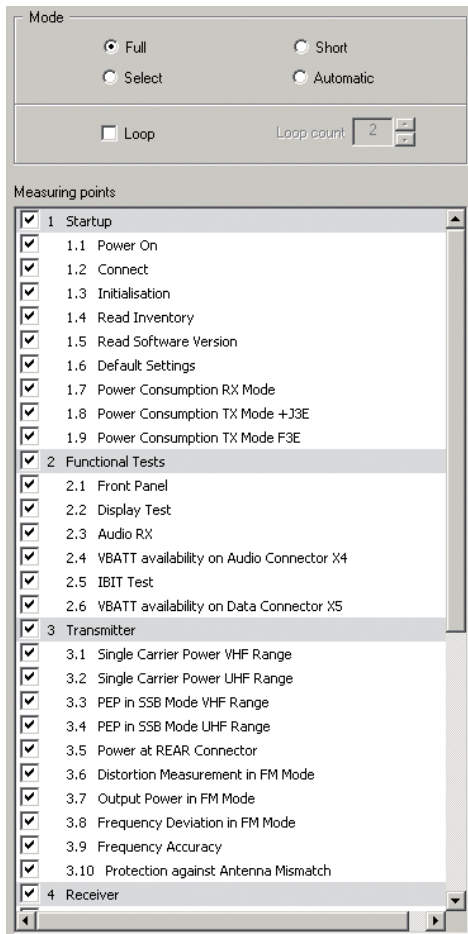 Mode
Full Short
Select Automatic
Loop Loop count 2
Measuring points
1 Startup
1.1 Power On
1.2 Connect
1.3 Initialisation
1.4 Read Inventory
1.5 Read Software Version
1.6 Default Settings
1.7 Power Consumption RX Mode
1.8 Power Consumption TX Mode +J3E
1.9 Power Consumption TX Mode F3E
2 Functional Tests
2.1 Front Panel
2.2 Display Test
2.3 Audio RX
2.4 VBATT availability on Audio Connector X4
2.5 IBIT Test
2.6 VBATT availability on Data Connector X5
3 Transmitter
3.1 Single Carrier Power VHF Range
3.2 Single Carrier Power UHF Range
3.3 PEP in SSB Mode VHF Range
3.4 PEP in SSB Mode UHF Range
3.5 Power at REAR Connector
3.6 Distortion Measurement in FM Mode
3.7 Output Power in FM Mode
3.8 Frequency Deviation in FM Mode
3.9 Frequency Accuracy
3.10 Protection against Antenna Mismatch
4 Receiver